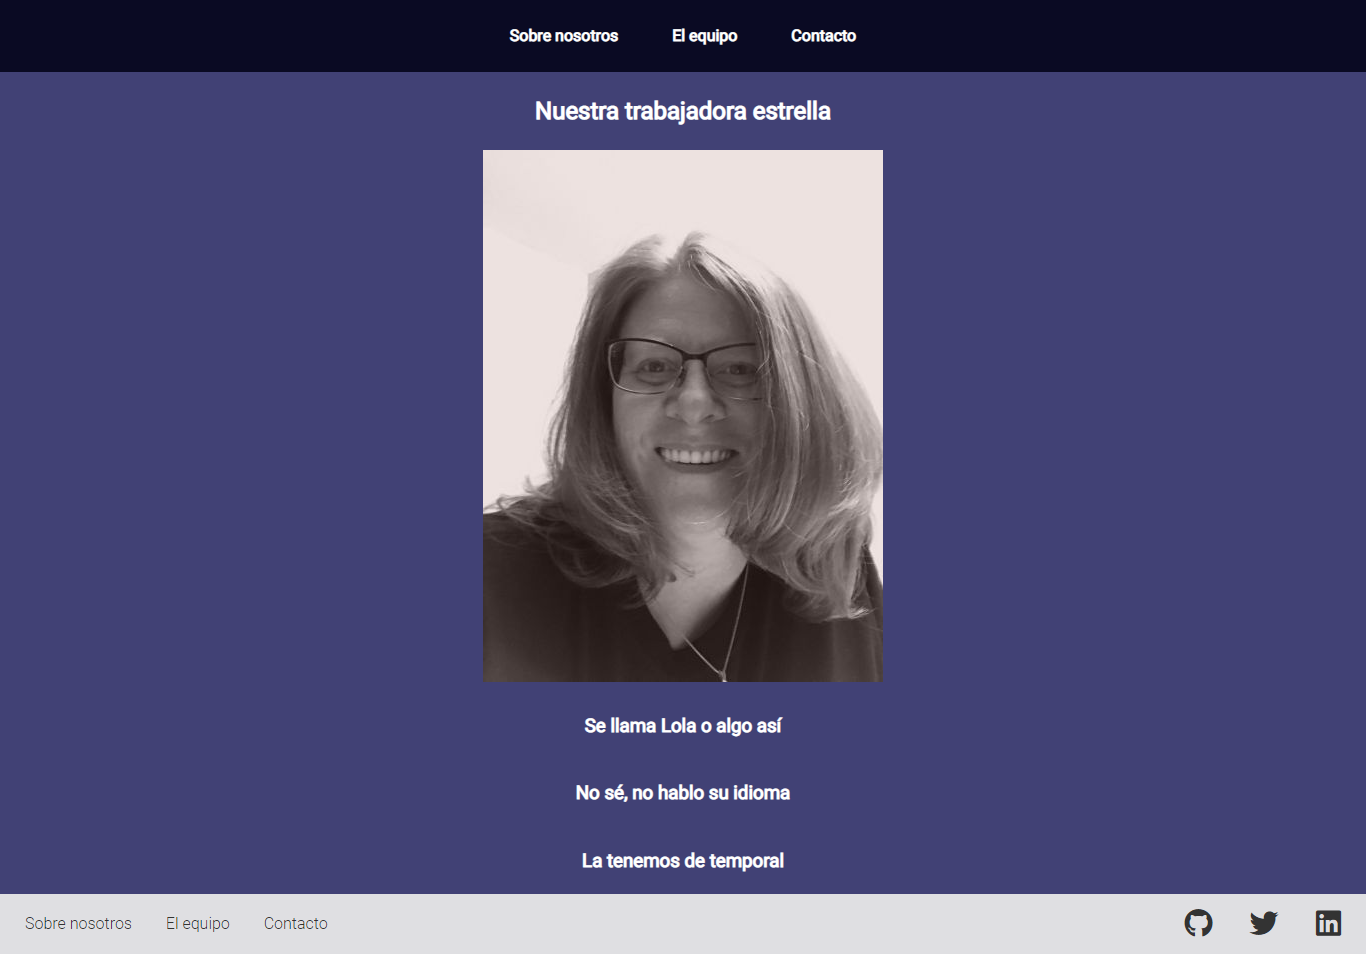 Sobre nosotros El equipo Contacto
Nuestra trabajadora estrella
Se llama Lola o algo así
No sé, no hablo su idioma
La tenemos de temporal
Sobre nosotros El equipo Contacto